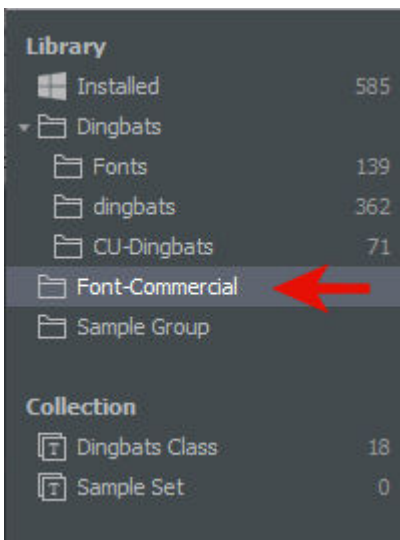 Library
Installed 585
Dingbats
Fonts 139
dingbats 362
CU-Dingbats 71
Font-Commercial
Sample Group
Collection
T Dingbats Class 18
T Sample Set 0